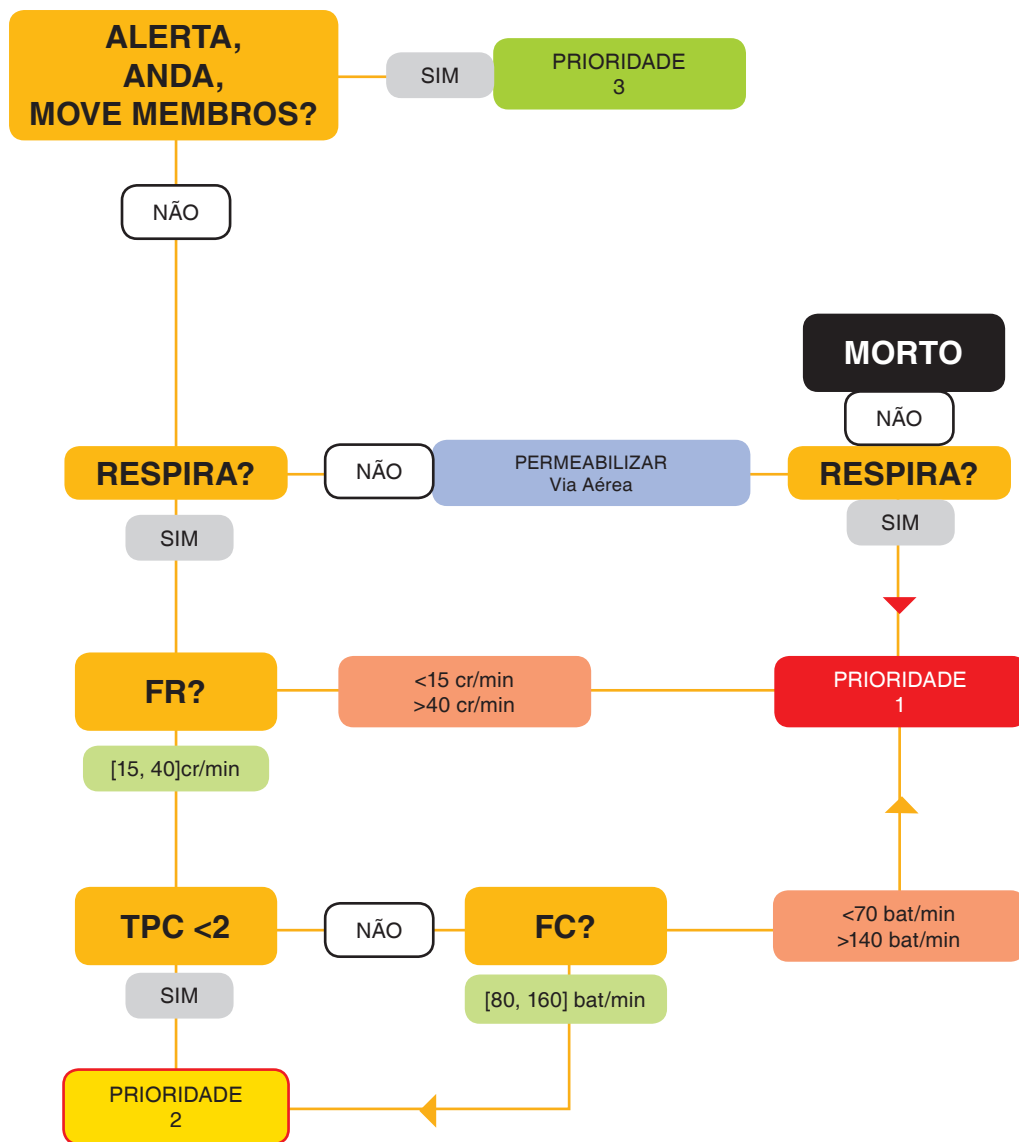 ALERTA,
ANDA,
MOVE MEMBROS?
SIM
PRIORIDADE
3
NÃO
MORTO
NÃO
RESPIRA?
NÃO
PERMEABILIZAR
Via Aérea
RESPIRA?
SIM
SIM
FR?
<15 cr/min
>40 cr/min
PRIORIDADE
1
[15, 40]cr/min
TPC <2
NÃO
FC?
<70 bat/min
>140 bat/min
SIM
[80, 160] bat/min
PRIORIDADE
2